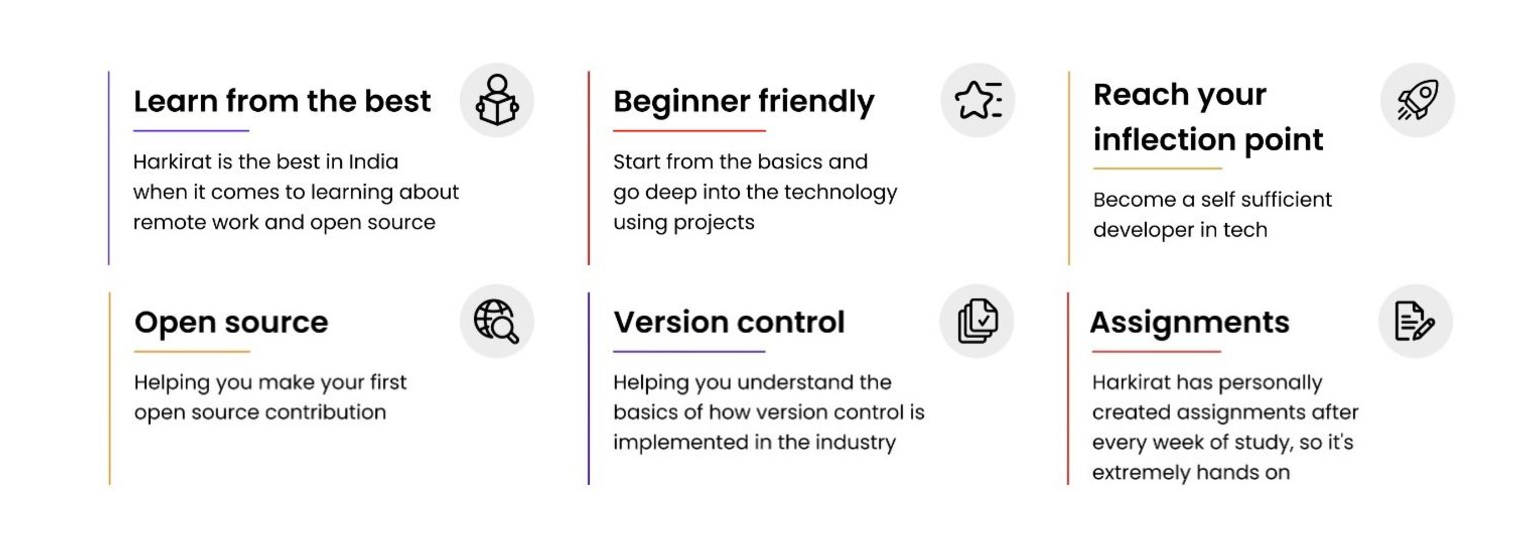 Learn from the best
Harkirat is the best in India
when it comes to learning about
remote work and open source
Beginner friendly
Start from the basics and
go deep into the technology
using projects
Reach your
inflection point
Become a self sufficient
developer in tech
Open source
Helping you make your first
open source contribution
Version control
Helping you understand the
basics of how version control is
implemented in the industry
Assignments
Harkirat has personally
created assignments after
every week of study, so it's
extremely hands on